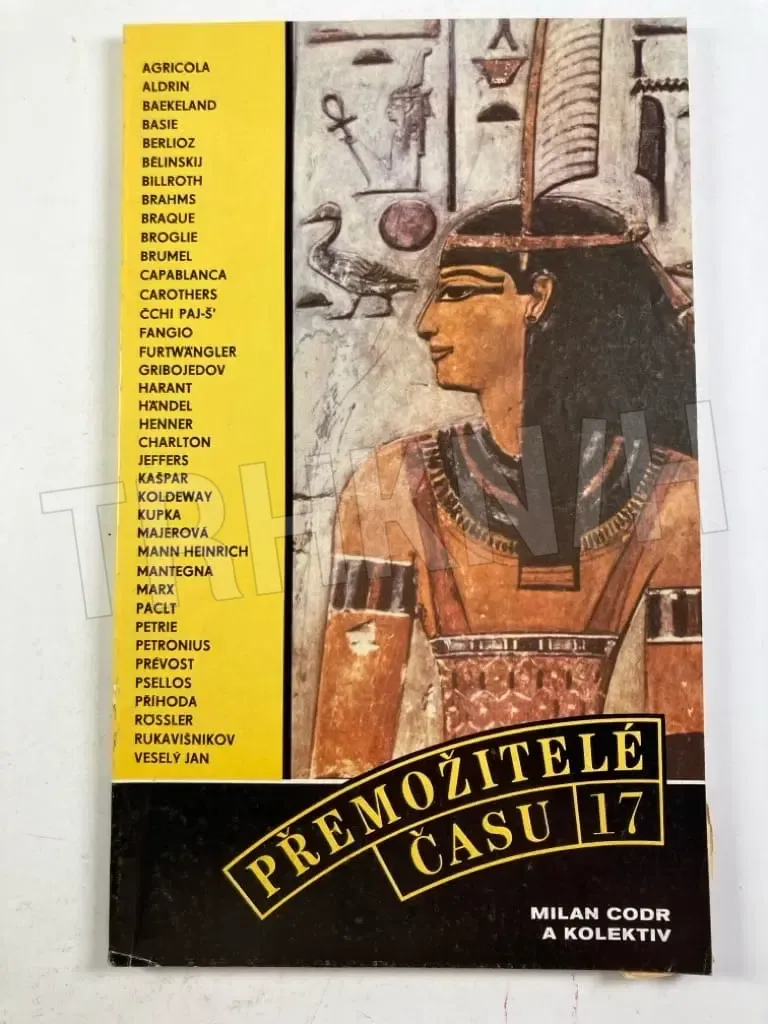 AGRICOLA
ALDRIN
BAEKELAND
BASIE
BERLIOZ
BĚLINSKIJ
BILLROTH
BRAHMS
BRAQUE
BROGLIE
BRUMEL
CAPABLANCA
CAROTHERS
ČCHI PAJ-Š'
FANGIO
FURTWÄNGLER
GRIBOJEDOV
HARANT
HÄNDEL
HENNER
CHARLTON
JEFFERS
KAŠPAR
KOLDEWAY
KUPKA
MAJEROVÁ
MANN HEINRICH
MANTEGNA
MARX
PACLT
PETRIE
PETRONIUS
PRÉVOST
PSELLOS
PŘÍHODA
RÖSSLER
RUKAVIŠNIKOV
VESELÝ JAN
TRHKNIH
PŘEMOŽITELÉ
ČASU 17
MILAN CODR
A KOLEKTIV